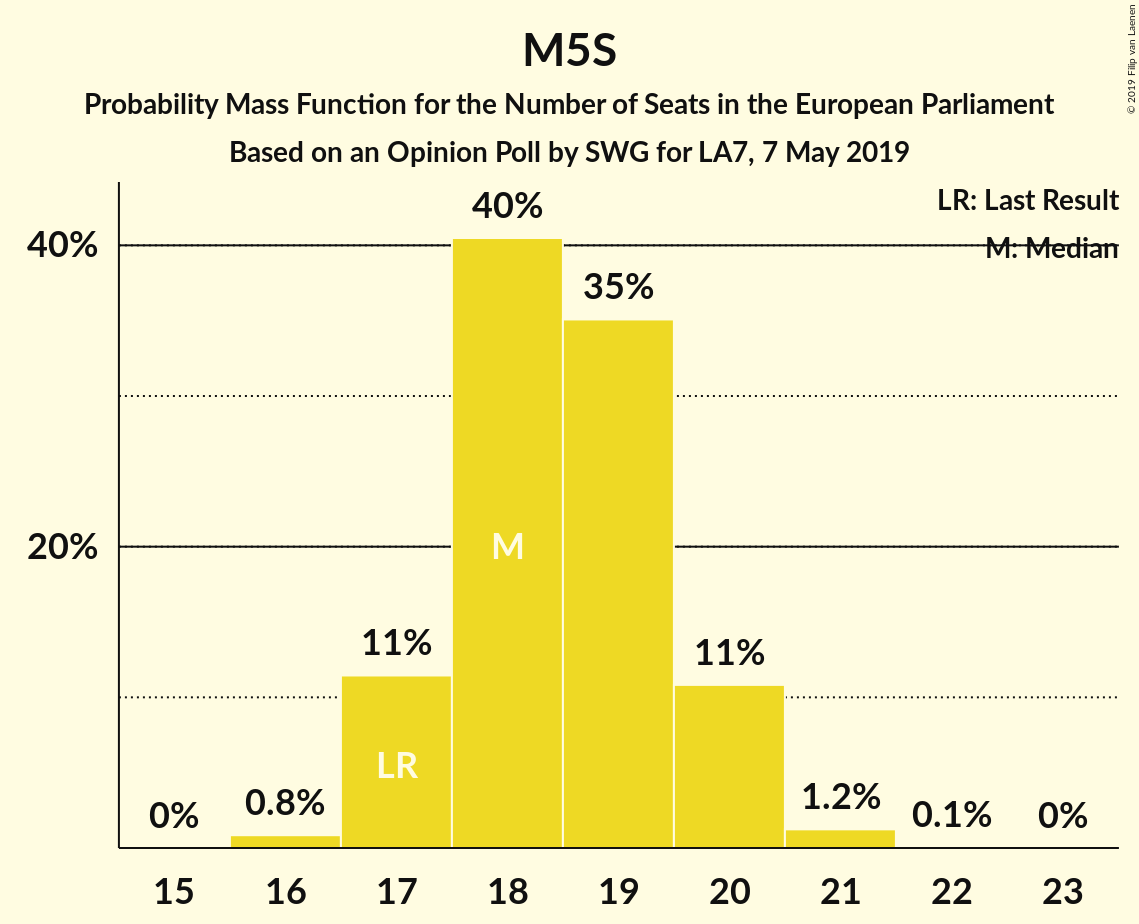 M5S
Probability Mass Function for the Number of Seats in the European Parliament
Based on an Opinion Poll by SWG for LA7, 7 May 2019
© 2019 Filip van Laenen
LR: Last Result
M: Median
40%
20%
0%
0.8%
11%
40%
35%
11%
1.2%
0.1%
0%
LR
M
15 16 17 18 19 20 21 22 23